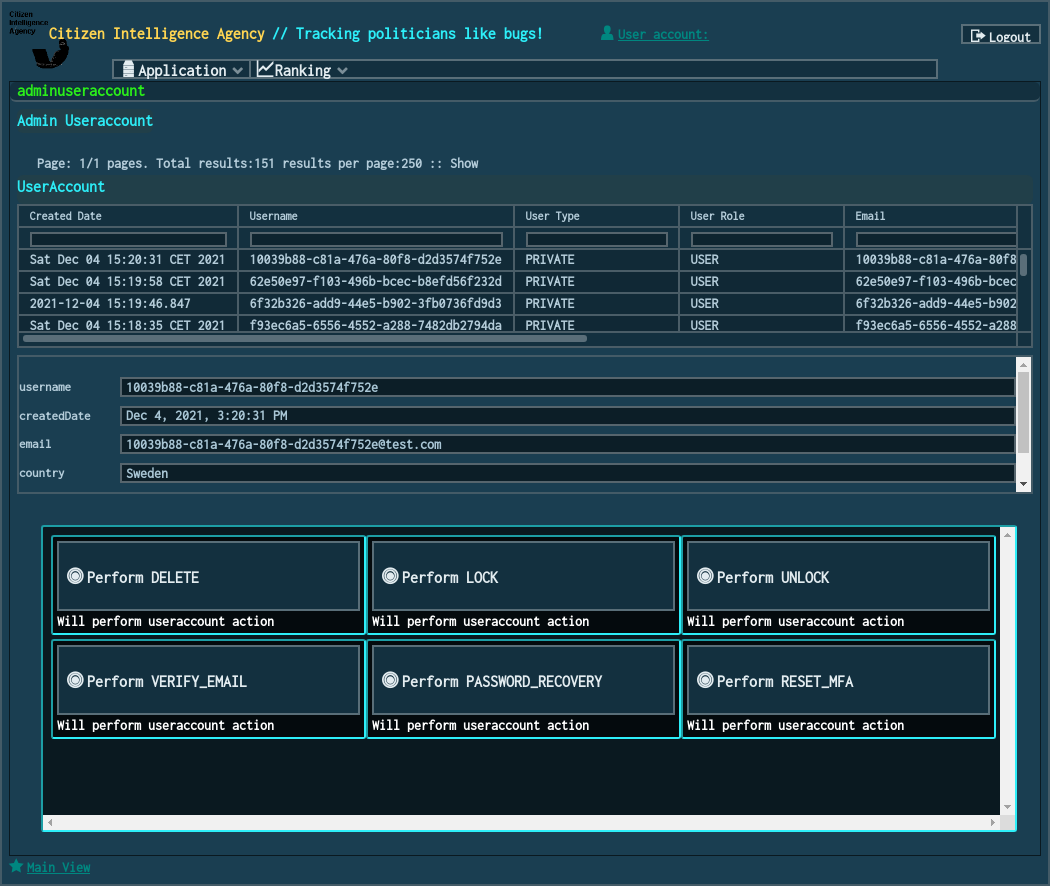 Citizen
Intelligence
Agency
Citizen Intelligence Agency // Tracking politicians like bugs!
User account:
Logout
Application
Ranking
adminuseraccount
Admin Useraccount
Page: 1/1 pages. Total results:151 results per page:250 :: Show
UserAccount
Created Date Username User Type User Role Email
Sat Dec 04 15:20:31 CET 2021 10039b88-c81a-476a-80f8-d2d3574f752e PRIVATE USER 10039b88-c81a-476a-80f8
Sat Dec 04 15:19:58 CET 2021 62e50e97-f103-496b-bcec-b8efd56f232d PRIVATE USER 62e50e97-f103-496b-bcec
2021-12-04 15:19:46.847 6f32b326-add9-44e5-b902-3fb0736fd9d3 PRIVATE USER 6f32b326-add9-44e5-b902
Sat Dec 04 15:18:35 CET 2021 f93ec6a5-6556-4552-a288-7482db2794da PRIVATE USER f93ec6a5-6556-4552-a288
username 10039b88-c81a-476a-80f8-d2d3574f752e
createdDate Dec 4, 2021, 3:20:31 PM
email 10039b88-c81a-476a-80f8-d2d3574f752e@test.com
country Sweden
Perform DELETE Perform LOCK Perform UNLOCK
Will perform useraccount action Will perform useraccount action Will perform useraccount action
Perform VERIFY_EMAIL Perform PASSWORD_RECOVERY Perform RESET_MFA
Will perform useraccount action Will perform useraccount action Will perform useraccount action
Main View